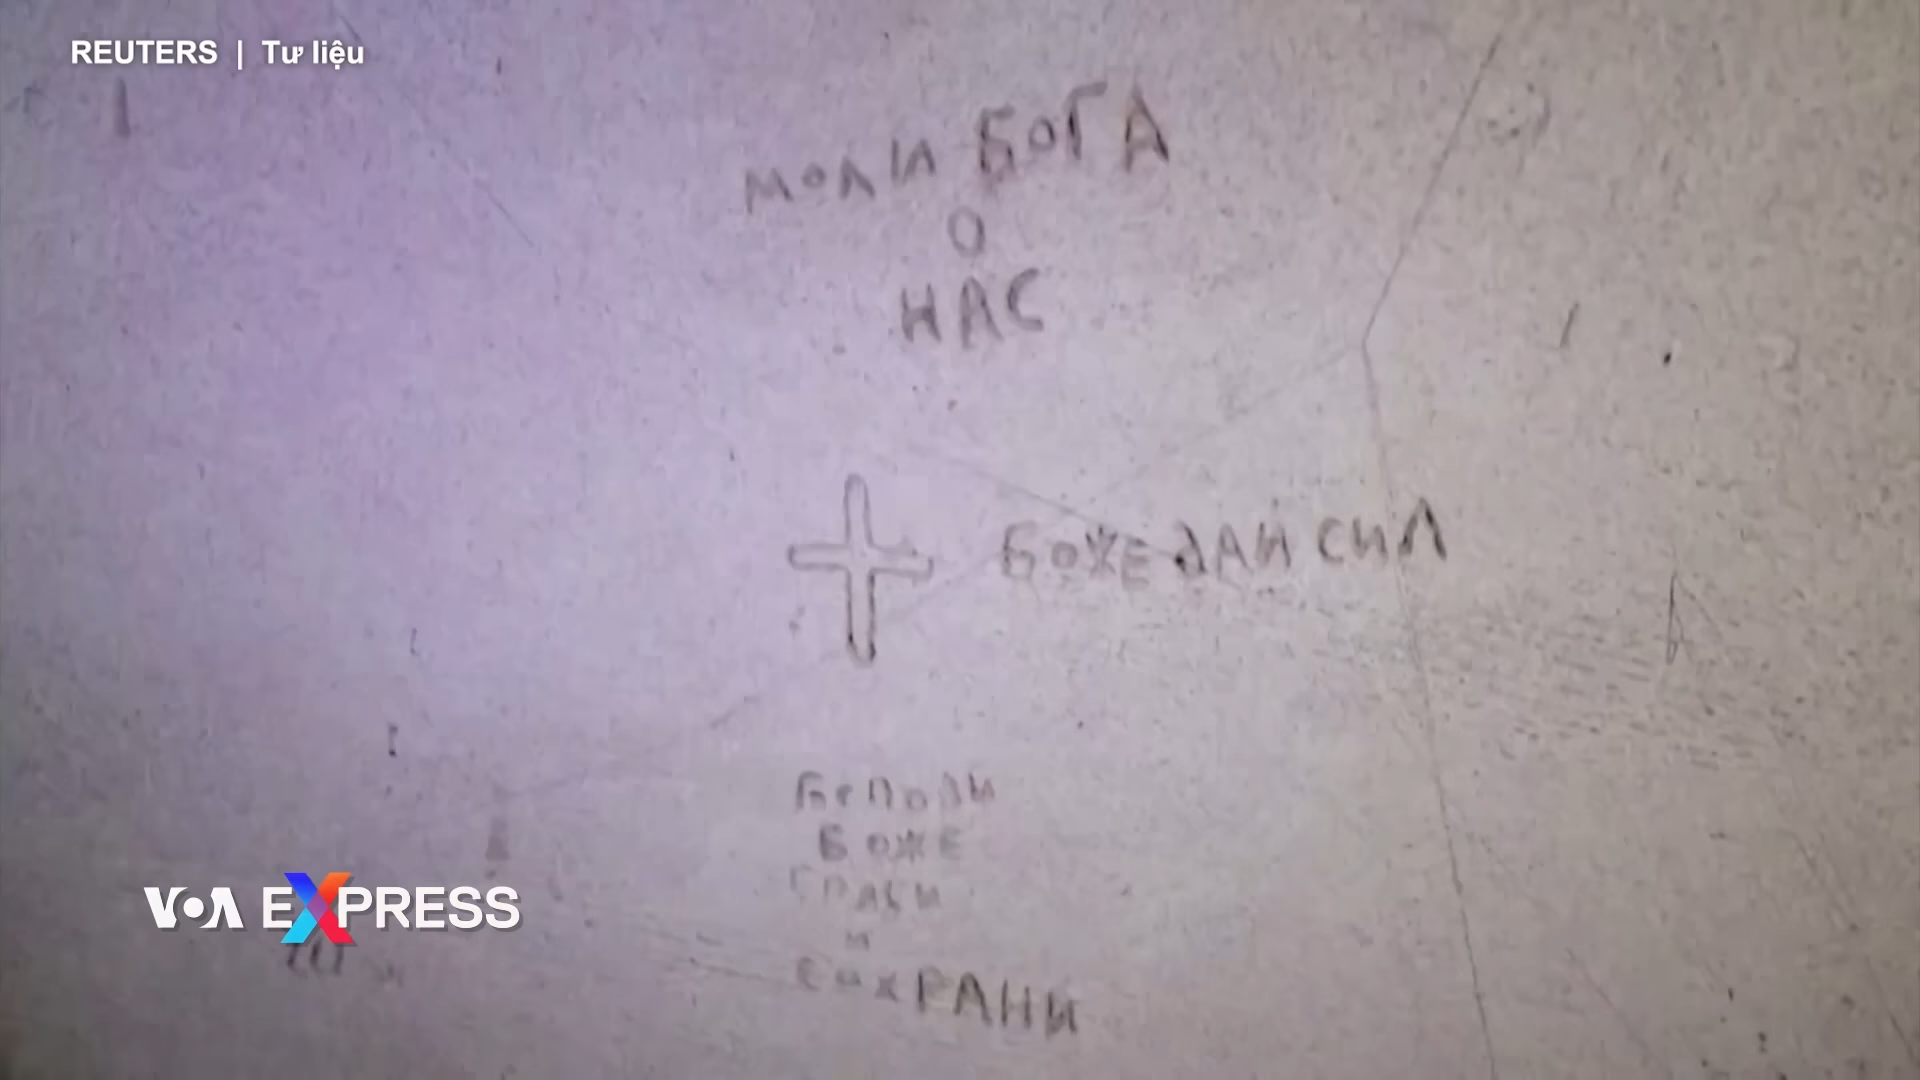 REUTERS | Tư liệu
МОЛИ БОГА
О
НАС
БОЖЕ ДАЙ СИЛ
БОЖЕ
И
СОХРАНИ
VOA EXPRESS